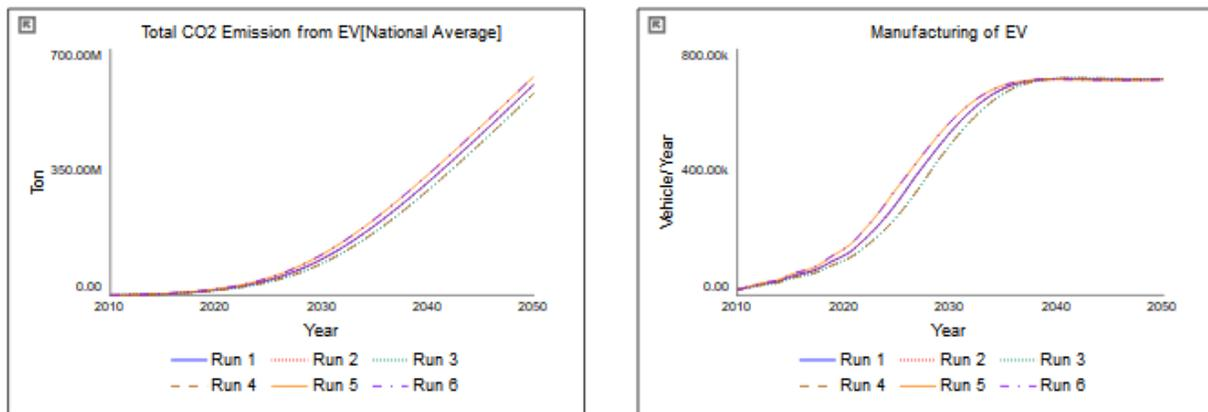 Total CO2 Emission from EV[National Average]
700.00M
350.00M
0.00
Ton
2010 2020 2030 2040 2050
Year
Run 1 Run 2 Run 3
Run 4 Run 5 Run 6
Manufacturing of EV
800.00k
400.00k
0.00
Vehicle/Year
2010 2020 2030 2040 2050
Year
Run 1 Run 2 Run 3
Run 4 Run 5 Run 6